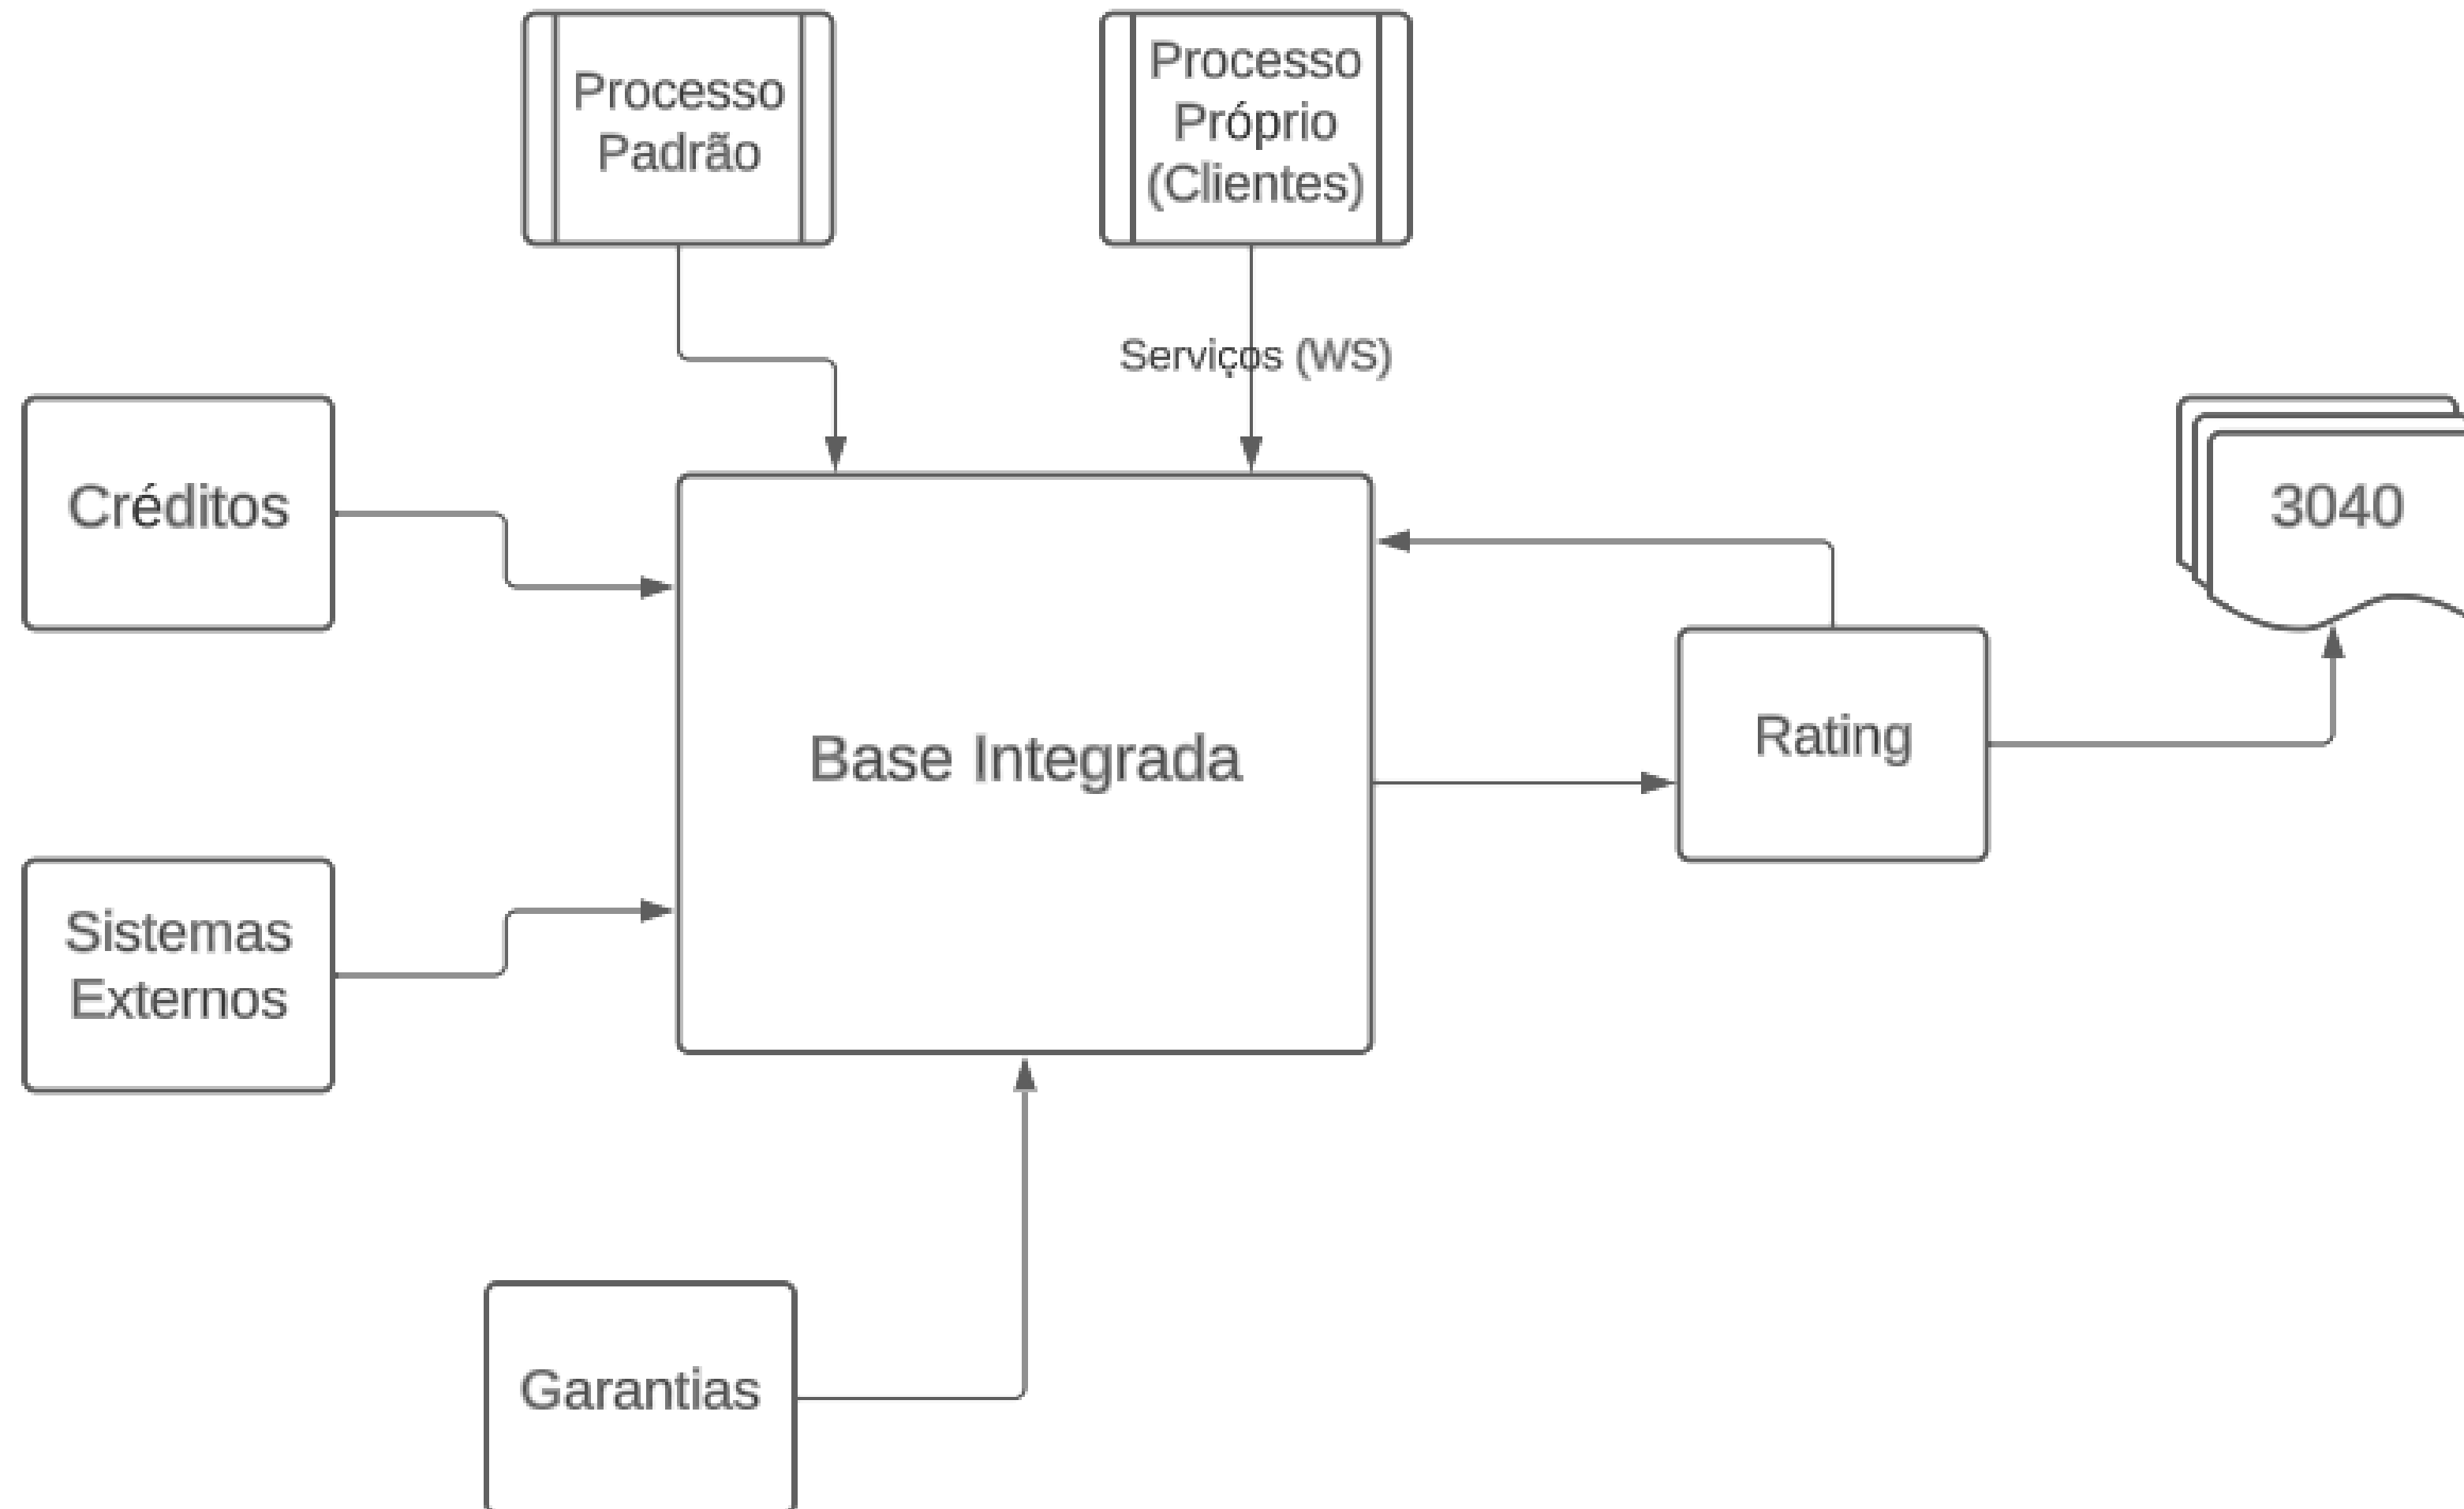 Processo
Padrão
Processo
Próprio
(Clientes)
Serviços (WS)
Créditos
3040
Base Integrada
Rating
Sistemas
Externos
Garantias